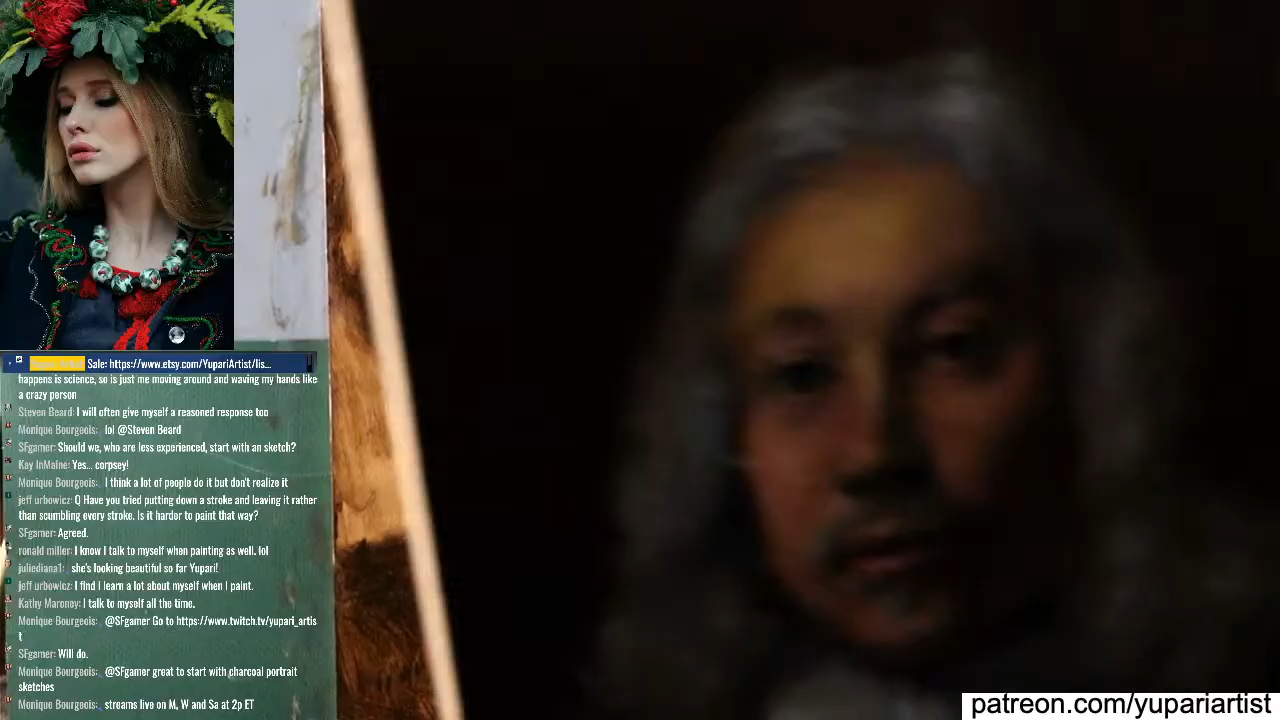 Sale: https://www.etsy.com/YupariArtist/lis...
happens is science, so is just me moving around and waving my hands like
a crazy person
Steven Beard: I will often give myself a reasoned response too
Monique Bourgeois: lol @Steven Beard
SFgamer: Should we, who are less experienced, start with an sketch?
Kay InMaine: Yes... corpsey!
Monique Bourgeois: I think a lot of people do it but don't realize it
jeff urbowicz: Q Have you tried putting down a stroke and leaving it rather
than scumbling every stroke. Is it harder to paint that way?
SFgamer: Agreed.
ronald miller: I know I talk to myself when painting as well. lol
juliediana1: she's looking beautiful so far Yupari!
jeff urbowicz: I find I learn a lot about myself when I paint.
Kathy Maroney: I talk to myself all the time.
Monique Bourgeois: @SFgamer Go to https://www.twitch.tv/yupari_artis
t
SFgamer: Will do.
Monique Bourgeois: @SFgamer great to start with charcoal portrait
sketches
Monique Bourgeois: streams live on M, W and Sa at 2p ET
patreon.com/yupariartist